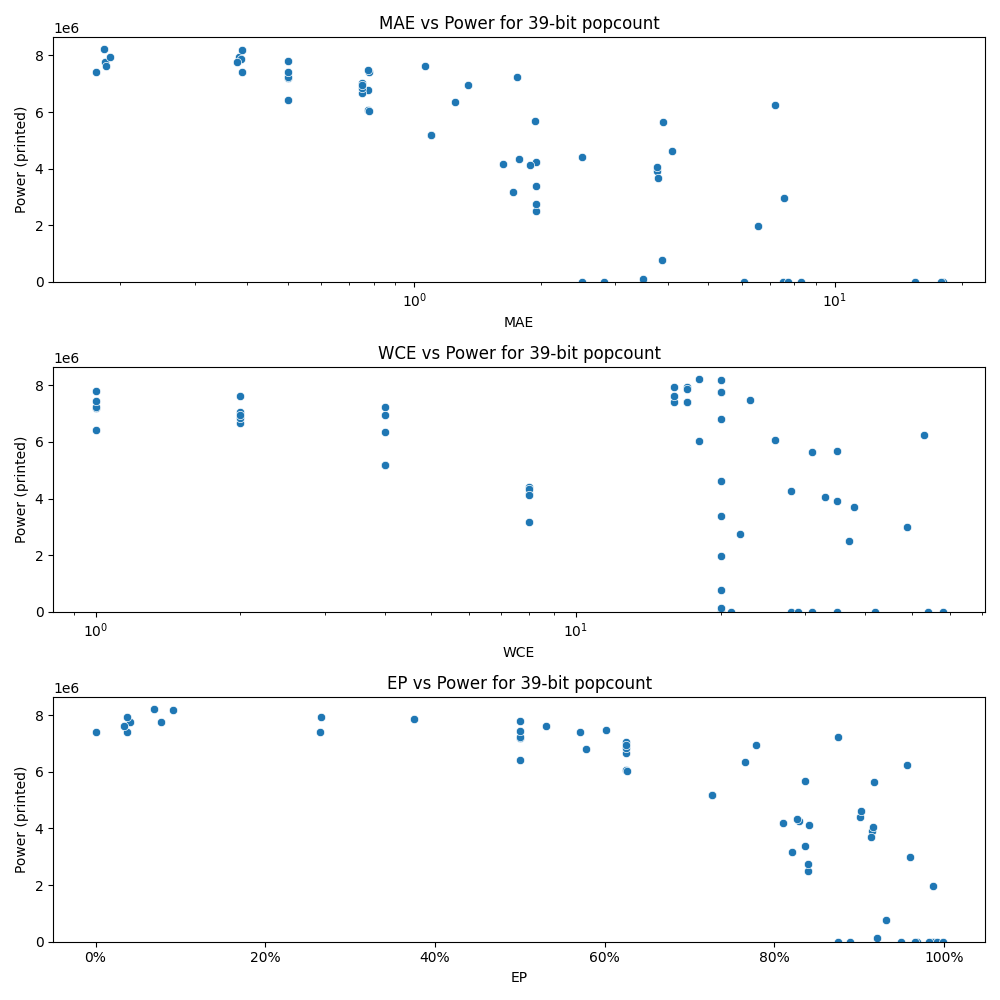 MAE vs Power for 39-bit popcount
1e6
8
6
4
2
0
Power (printed)
10⁰
10¹
MAE
WCE vs Power for 39-bit popcount
1e6
8
6
4
2
0
Power (printed)
10⁰
10¹
WCE
EP vs Power for 39-bit popcount
1e6
8
6
4
2
0
Power (printed)
0%
20%
40%
60%
80%
100%
EP